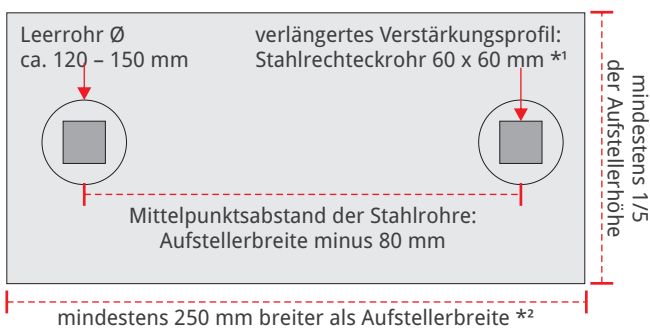 Leerrohr Ø
ca. 120 – 150 mm
verlängertes Verstärkungsprofil:
Stahlrechteckrohr 60 x 60 mm *¹
mindestens 1/5
der Aufstellerhöhe
Mittelpunktsabstand der Stahlrohre:
Aufstellerbreite minus 80 mm
mindestens 250 mm breiter als Aufstellerbreite *²